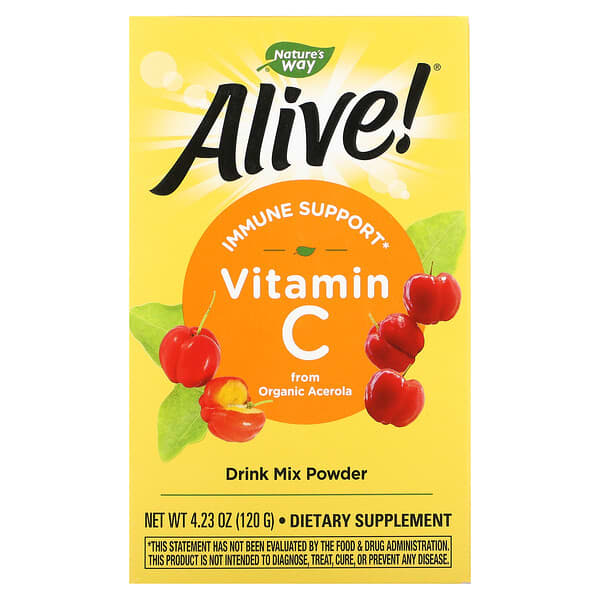 Nature's
Way
Alive!®
IMMUNE SUPPORT*
Vitamin
C
from
Organic Acerola
Drink Mix Powder
NET WT 4.23 OZ (120 G) • DIETARY SUPPLEMENT
*THIS STATEMENT HAS NOT BEEN EVALUATED BY THE FOOD & DRUG ADMINISTRATION.
THIS PRODUCT IS NOT INTENDED TO DIAGNOSE, TREAT, CURE, OR PREVENT ANY DISEASE.